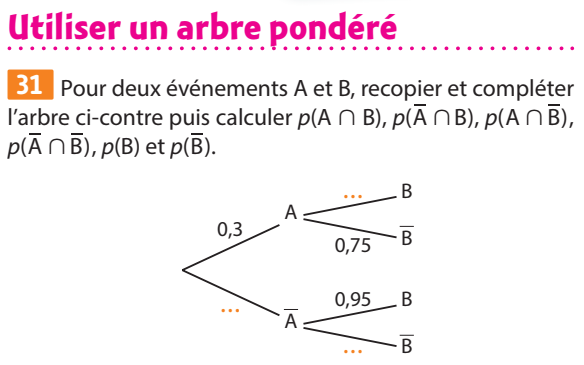 Utiliser un arbre pondéré
31 Pour deux événements A et B, recopier et compléter
l'arbre ci-contre puis calculer p(A ∩ B), p(A̅ ∩ B), p(A ∩ B̅),
p(A̅ ∩ B̅), p(B) et p(B̅).
... B
A
0,3
0,75 B̅
0,95 B
...
A̅
... B̅